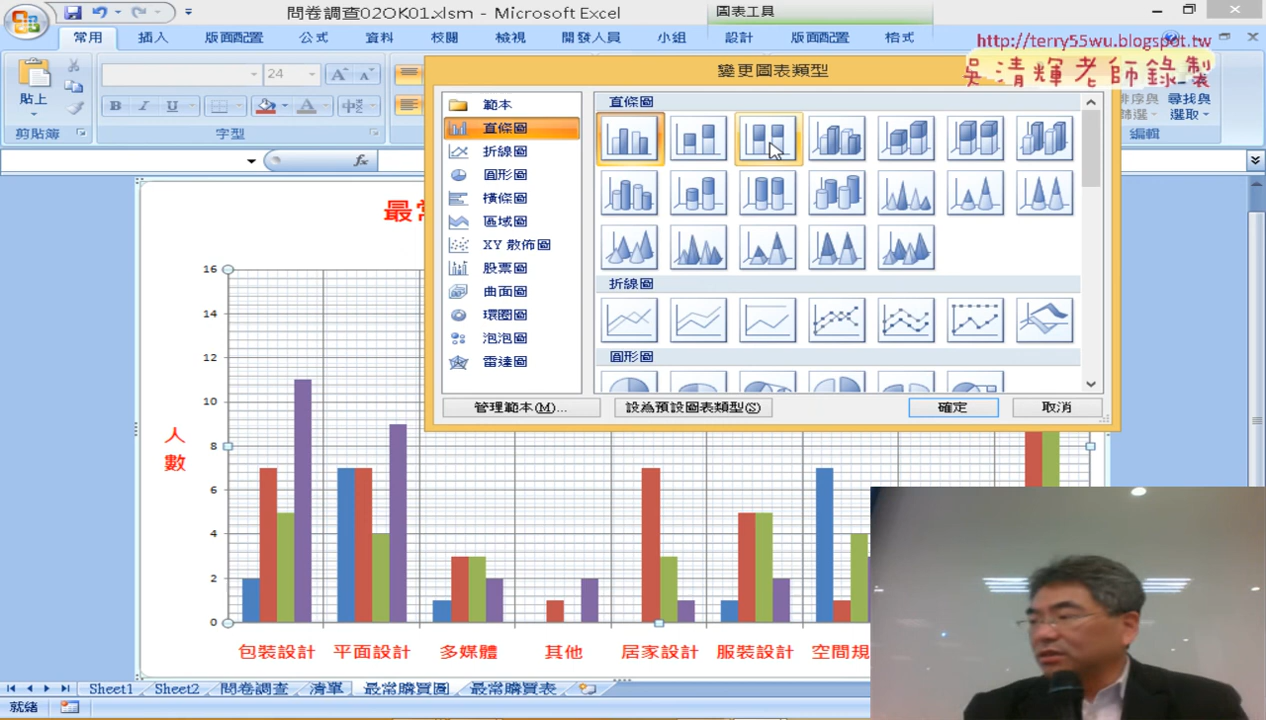 問卷調查02OK01.xlsm - Microsoft Excel
圖表工具
常用 插入 版面配置 公式 資料 校閱 檢視 開發人員 小組 設計 版面配置 格式
http://terry55wu.blogspot.tw
吳清輝老師錄製
貼上
24
B I U
排序與 尋找與
篩選 選取
剪貼簿 字型 編輯
fx
變更圖表類型
範本
直條圖
折線圖
圓形圖
橫條圖
區域圖
XY 散佈圖
股票圖
曲面圖
環圈圖
泡泡圖
雷達圖
直條圖
折線圖
圓形圖
管理範本(M)... 設為預設圖表類型(S) 確定 取消
最常
人數
16
14
12
10
8
6
4
2
0
包裝設計 平面設計 多媒體 其他 居家設計 服裝設計 空間規
Sheet1 Sheet2 問卷調查 清單 最常購買圖 最常購買表
就緒